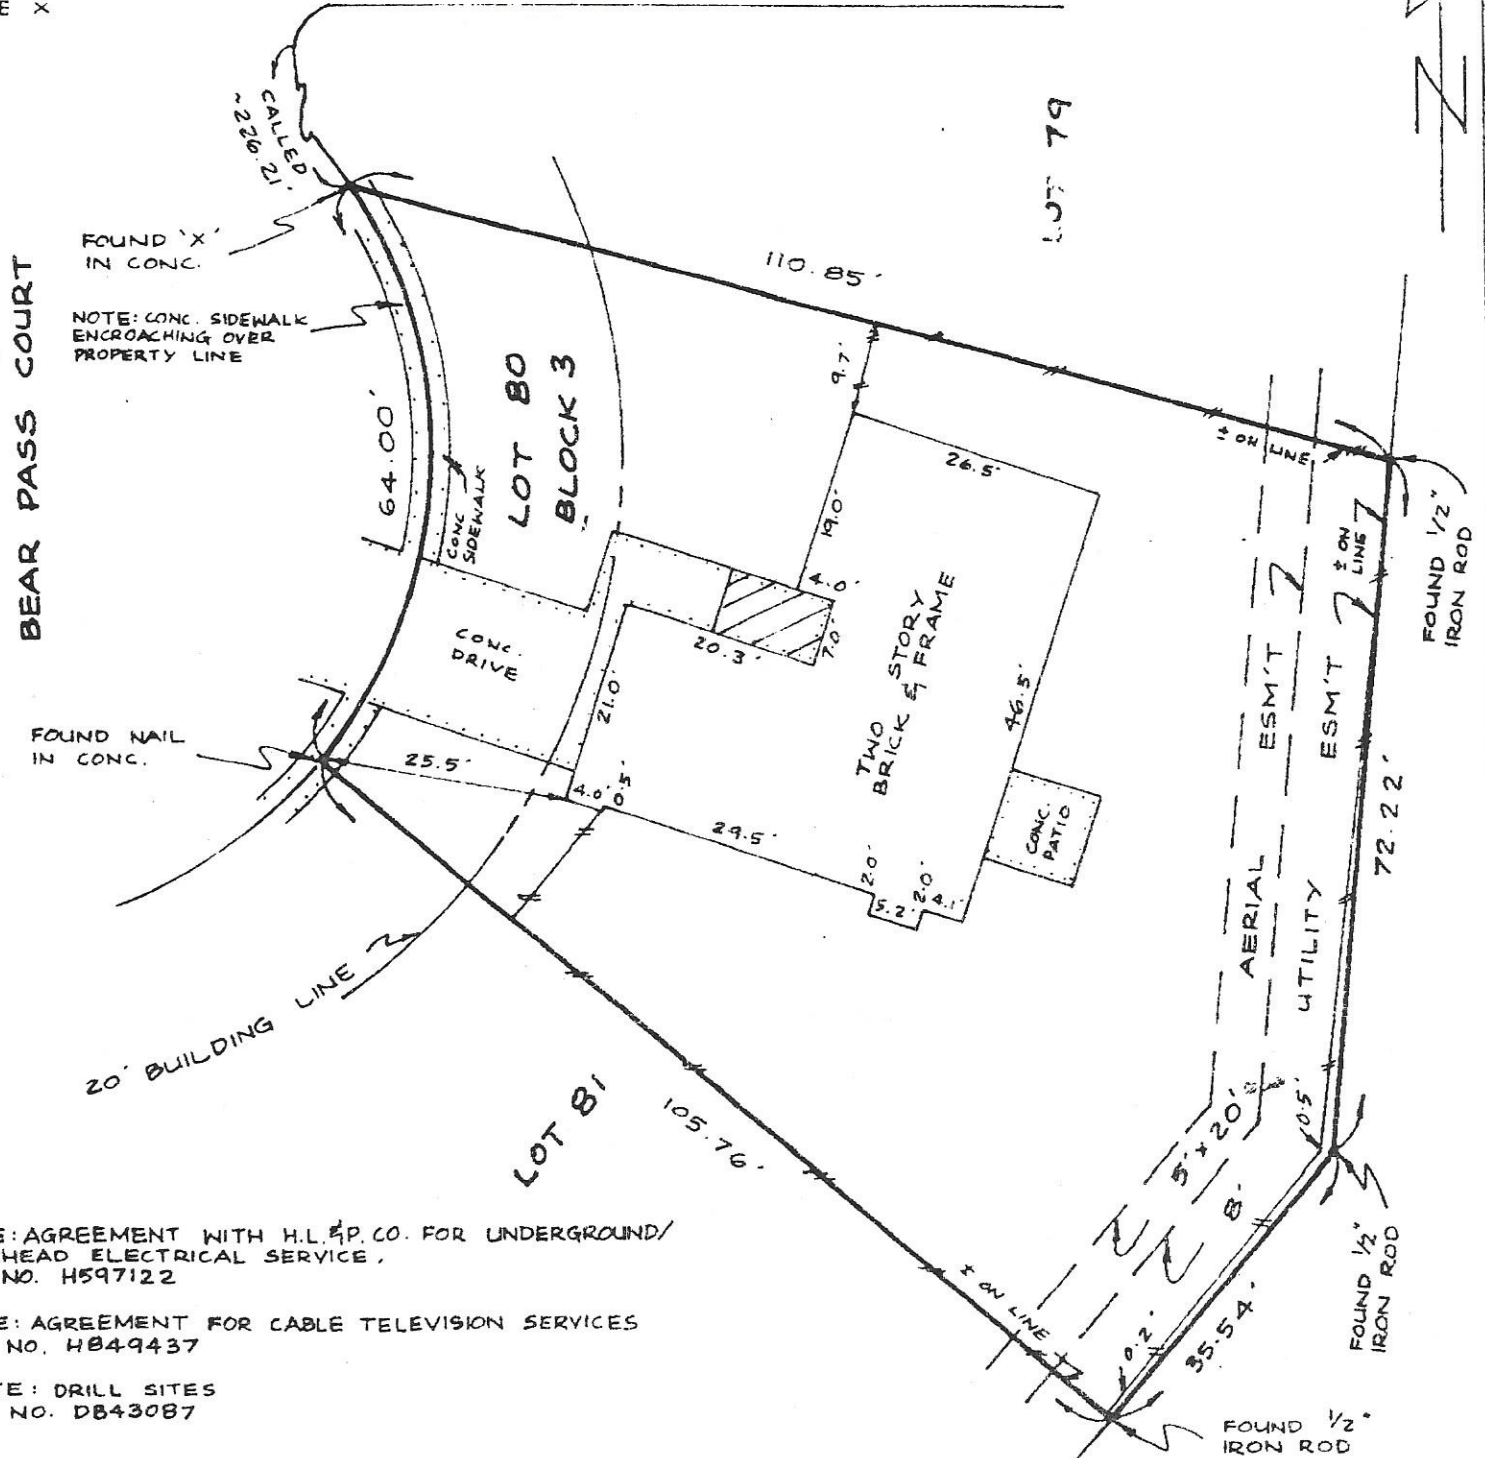 E X
CALLED
~226.21'
FOUND 'X'
IN CONC.
NOTE: CONC. SIDEWALK
ENCROACHING OVER
PROPERTY LINE
BEAR PASS COURT
64.00'
CONC
SIDEWALK
LOT 80
BLOCK 3
110.85'
LOT 79
9.7'
26.5'
19.0'
4.0'
7.0'
20.3'
21.0'
CONC.
DRIVE
FOUND NAIL
IN CONC.
25.5'
4.0'
0.5'
29.5'
2.0'
5.2'
2.0'
4.1'
46.5'
TWO STORY
BRICK & FRAME
CONC.
PATIO
± ON LINE
± ON
LINE
FOUND 1/2"
IRON ROD
AERIAL ESM'T
UTILITY ESM'T
72.22'
20' BUILDING LINE
LOT 81
105.76'
5' x 20'
8'
0.5'
0.2'
35.54'
± ON LINE
FOUND 1/2"
IRON ROD
FOUND 1/2"
IRON ROD
E: AGREEMENT WITH H.L.&P. CO. FOR UNDERGROUND/
HEAD ELECTRICAL SERVICE.
NO. H597122
E: AGREEMENT FOR CABLE TELEVISION SERVICES
NO. H849437
TE: DRILL SITES
NO. D843087